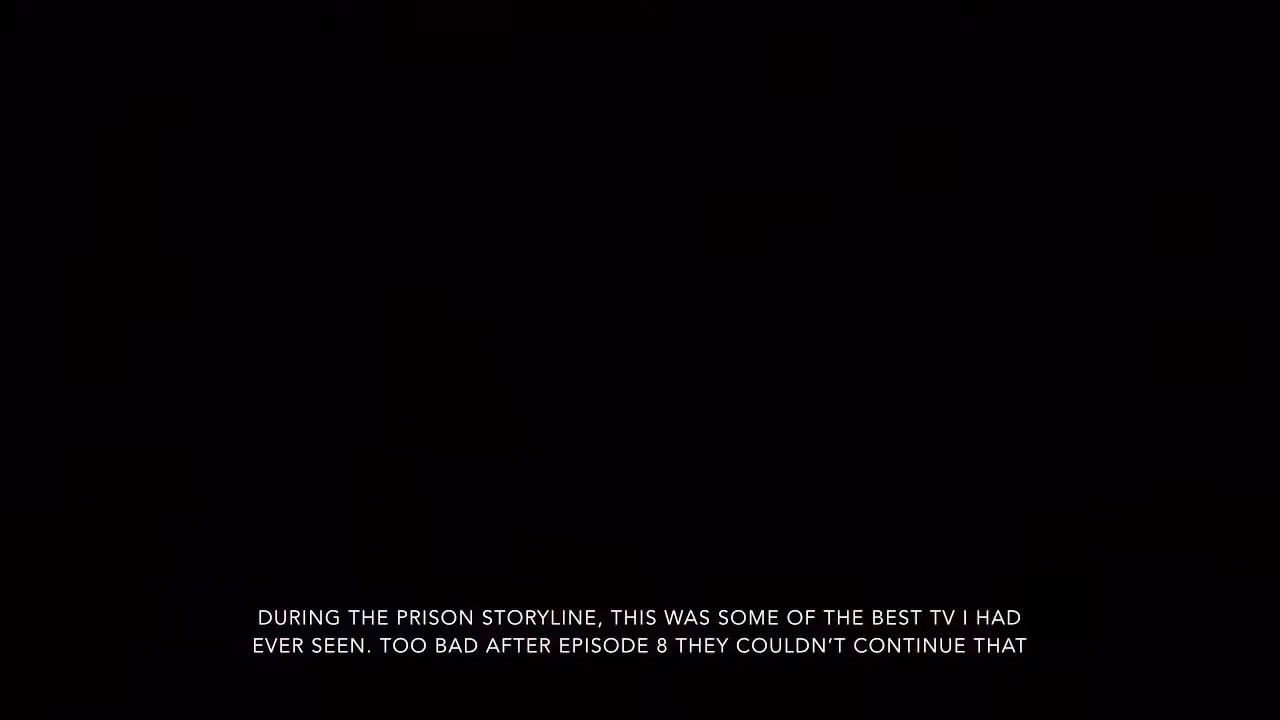 DURING THE PRISON STORYLINE, THIS WAS SOME OF THE BEST TV I HAD
EVER SEEN. TOO BAD AFTER EPISODE 8 THEY COULDN’T CONTINUE THAT